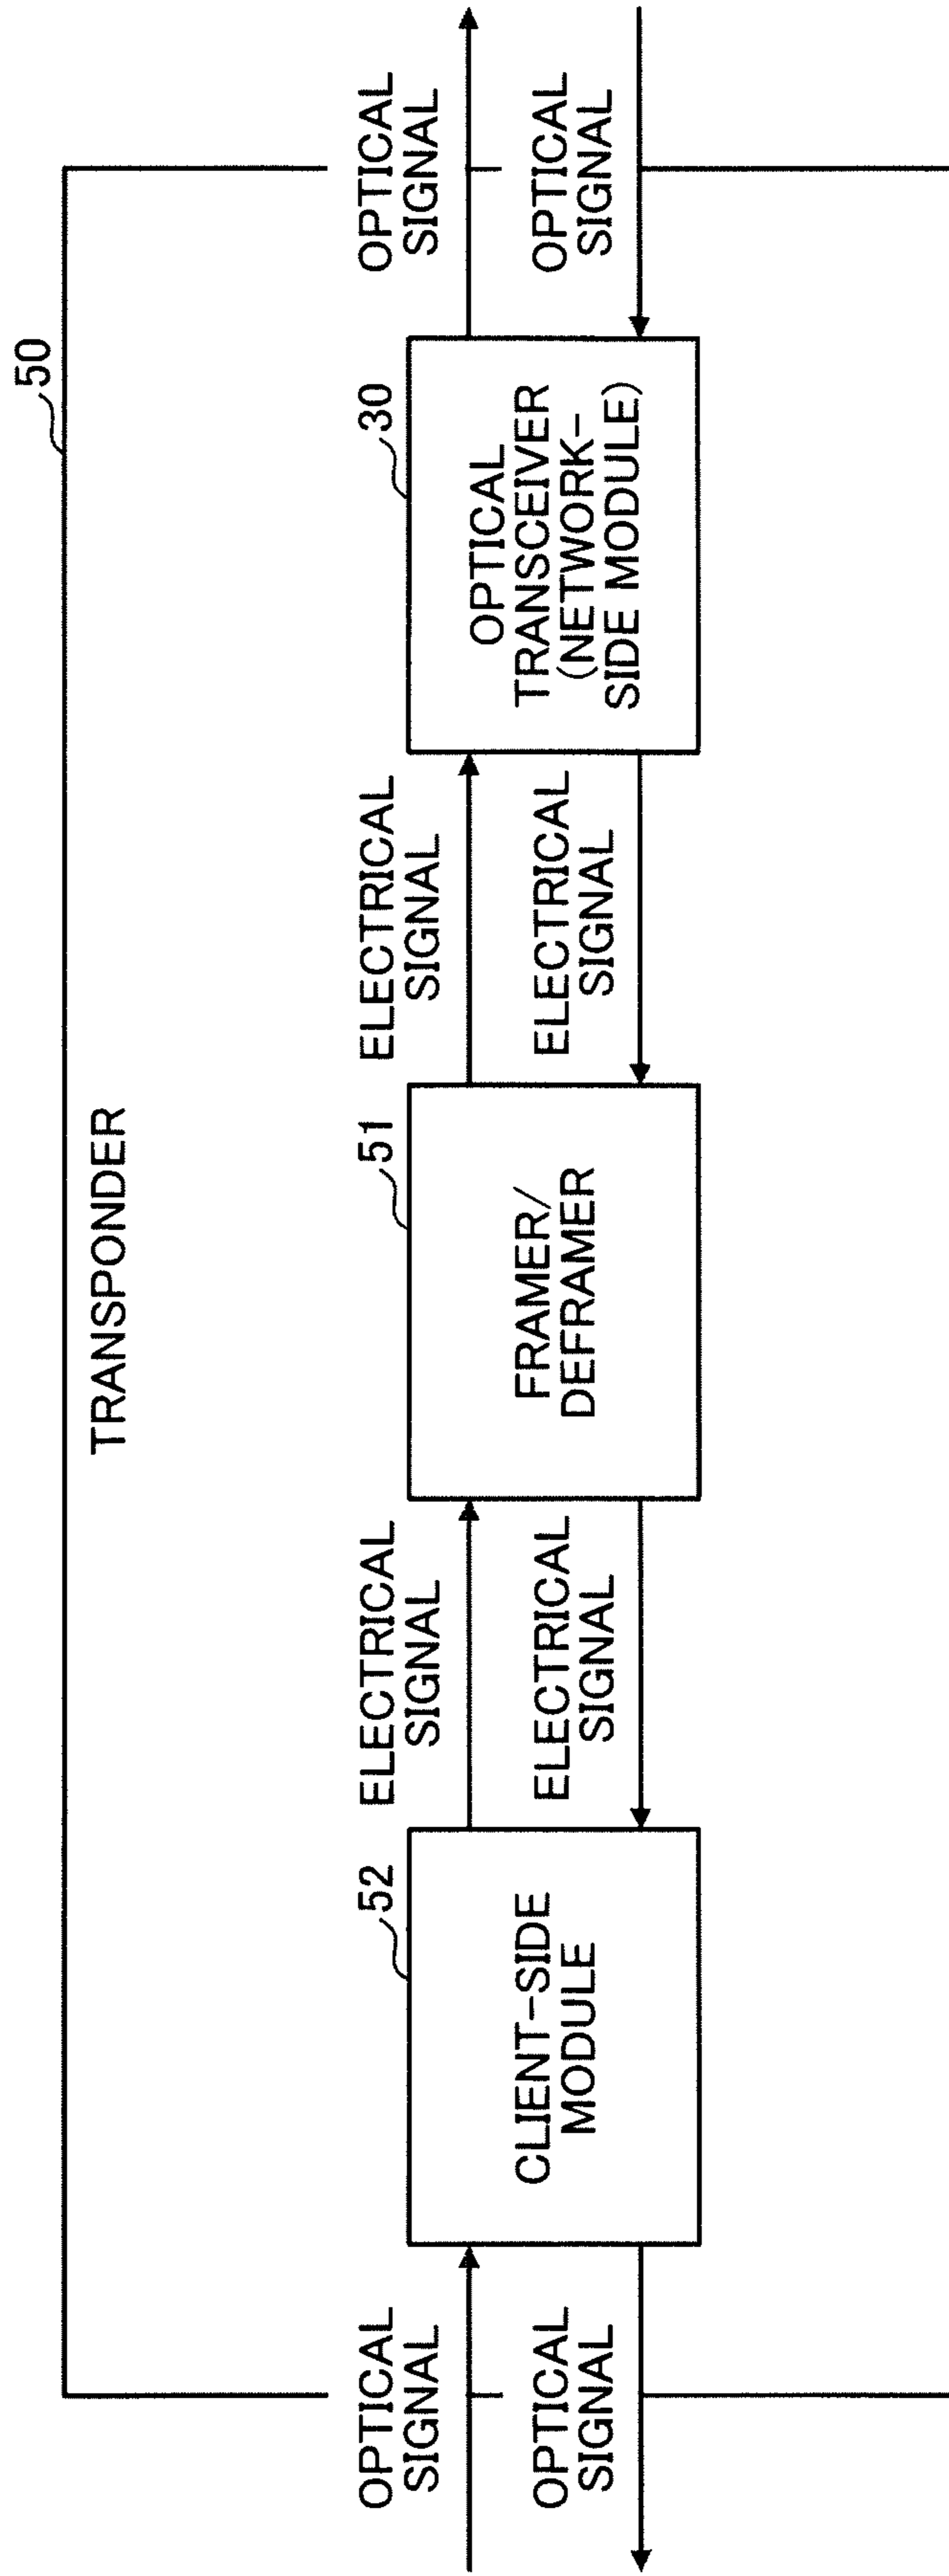 50
TRANSPONDER
OPTICAL
SIGNAL
OPTICAL
SIGNAL
52
CLIENT-SIDE
MODULE
ELECTRICAL
SIGNAL
ELECTRICAL
SIGNAL
51
FRAMER/
DEFRAMER
ELECTRICAL
SIGNAL
ELECTRICAL
SIGNAL
30
OPTICAL
TRANSCEIVER
(NETWORK-
SIDE MODULE)
OPTICAL
SIGNAL
OPTICAL
SIGNAL